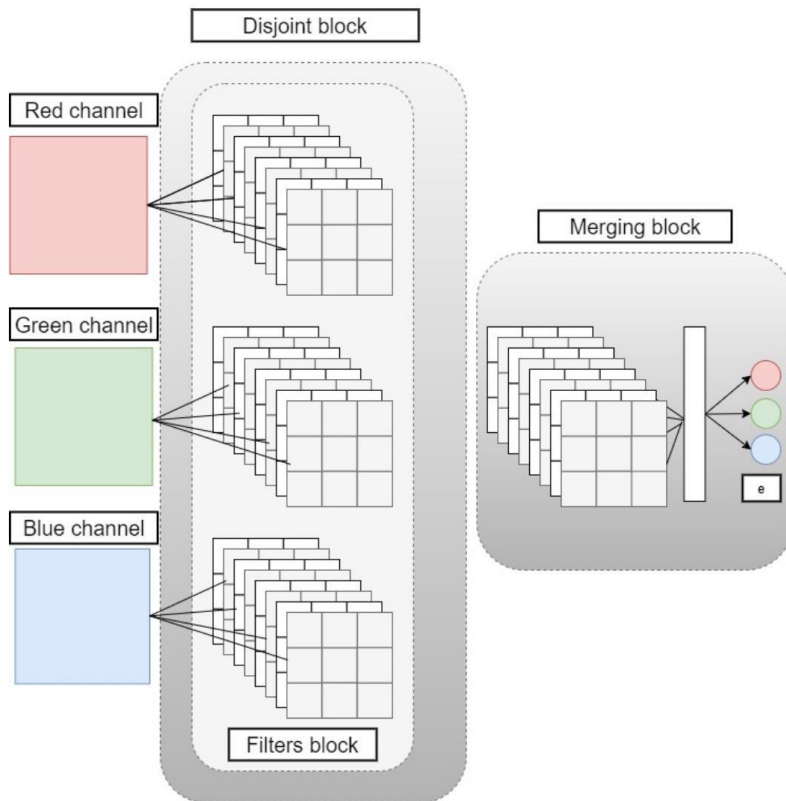 Disjoint block
Red channel
Green channel
Blue channel
Filters block
Merging block
e